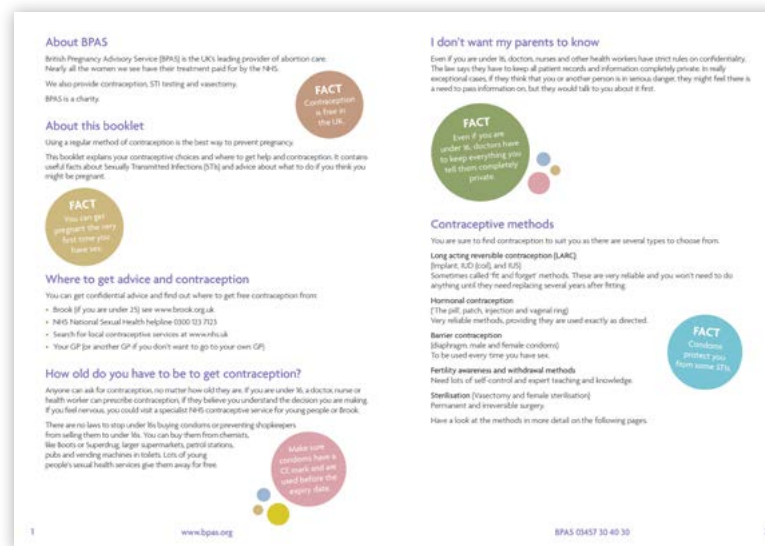 About BPAS
British Pregnancy Advisory Service (BPAS) is the UK's leading provider of abortion care.
Nearly all the women we see have their treatment paid for by the NHS.
We also provide contraception, STI testing and vasectomy.
BPAS is a charity.
FACT
Contraception
is free in
the UK.
About this booklet
Using a regular method of contraception is the best way to prevent pregnancy.
This booklet explains your contraceptive choices and where to get help and contraception. It contains
useful facts about Sexually Transmitted Infections (STIs) and advice about what to do if you think you
might be pregnant.
FACT
You can get
pregnant the very
first time you
have sex.
Where to get advice and contraception
You can get confidential advice and find out where to get free contraception from:
• Brook (if you are under 25) see www.brook.org.uk
• NHS National Sexual Health helpline 0300 123 7123
• Search for local contraceptive services at www.nhs.uk
• Your GP (or another GP if you don't want to go to your own GP)
How old do you have to be to get contraception?
Anyone can ask for contraception, no matter how old they are. If you are under 16, a doctor, nurse or
health worker can prescribe contraception, if they believe you understand the decision you are making.
If you feel nervous, you could visit a specialist NHS contraceptive service for young people or Brook.
There are no laws to stop under 16s buying condoms or preventing shopkeepers
from selling them to under 16s. You can buy them from chemists,
like Boots or Superdrug, larger supermarkets, petrol stations,
pubs and vending machines in toilets. Lots of young
people's sexual health services give them away for free.
Make sure
condoms have a
CE mark and are
used before the
expiry date.
1
www.bpas.org
I don't want my parents to know
Even if you are under 16, doctors, nurses and other health workers have strict rules on confidentiality.
The law says they have to keep all patient records and information completely private. In really
exceptional cases, if they think that you or another person is in serious danger, they might feel there is
a need to pass information on, but they would talk to you about it first.
FACT
Even if you are
under 16, doctors have
to keep everything you
tell them completely
private.
Contraceptive methods
You are sure to find contraception to suit you as there are several types to choose from.
Long acting reversible contraception (LARC)
(Implant, IUD (coil), and IUS)
Sometimes called 'fit and forget' methods. These are very reliable and you won't need to do
anything until they need replacing several years after fitting.
Hormonal contraception
('The pill', patch, injection and vaginal ring)
Very reliable methods, providing they are used exactly as directed.
Barrier contraception
(diaphragm, male and female condoms)
To be used every time you have sex.
FACT
Condoms
protect you
from some STIs.
Fertility awareness and withdrawal methods
Need lots of self-control and expert teaching and knowledge.
Sterilisation (Vasectomy and female sterilisation)
Permanent and irreversible surgery.
Have a look at the methods in more detail on the following pages.
BPAS 03457 30 40 30